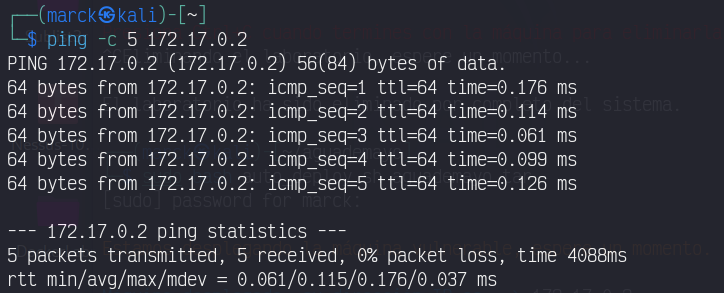 ┌──(marck㉿kali)-[~]
└─$ ping -c 5 172.17.0.2
PING 172.17.0.2 (172.17.0.2) 56(84) bytes of data.
64 bytes from 172.17.0.2: icmp_seq=1 ttl=64 time=0.176 ms
64 bytes from 172.17.0.2: icmp_seq=2 ttl=64 time=0.114 ms
64 bytes from 172.17.0.2: icmp_seq=3 ttl=64 time=0.061 ms
64 bytes from 172.17.0.2: icmp_seq=4 ttl=64 time=0.099 ms
64 bytes from 172.17.0.2: icmp_seq=5 ttl=64 time=0.126 ms
[sudo] password for marck:
--- 172.17.0.2 ping statistics ---
5 packets transmitted, 5 received, 0% packet loss, time 4088ms
rtt min/avg/max/mdev = 0.061/0.115/0.176/0.037 ms